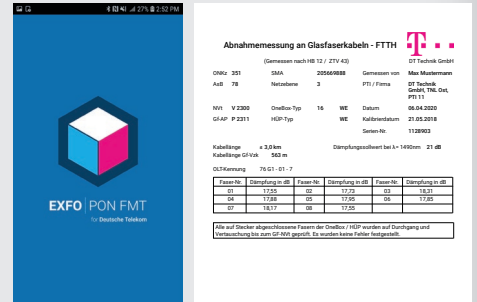 27% 2:52 PM
EXFO PON FMT
für Deutsche Telekom
Abnahmemessung an Glasfaserkabeln - FTTH
T
(Gemessen nach HB 12 / ZTV 43)
DT Technik GmbH
ONKz 351 SMA 205669888 Gemessen von Max Mustermann
AsB 78 Netzebene 3 PTI / Firma DT Technik
GmbH, TNL Ost,
PTI 11
NVt V 2300 OneBox-Typ 16 WE Datum 06.04.2020
Gf-AP P 2311 HÜP-Typ WE Kalibrierdatum 21.05.2018
Serien-Nr. 1128903
Kabellänge ± 3,0 km Dämpfungssollwert bei λ= 1490nm 21 dB
Kabellänge Gf-Vzk 563 m
OLT-Kennung 76 G1 - 01 - 7
Faser-Nr. Dämpfung in dB Faser-Nr. Dämpfung in dB Faser-Nr. Dämpfung in dB
01 17,55 02 17,73 03 18,31
04 17,88 05 17,95 06 17,85
07 18,17 08 17,55
Alle auf Stecker abgeschlossene Fasern der OneBox / HÜP wurden auf Durchgang und
Vertauschung bis zum GF-NVt geprüft. Es wurden keine Fehler festgestellt.